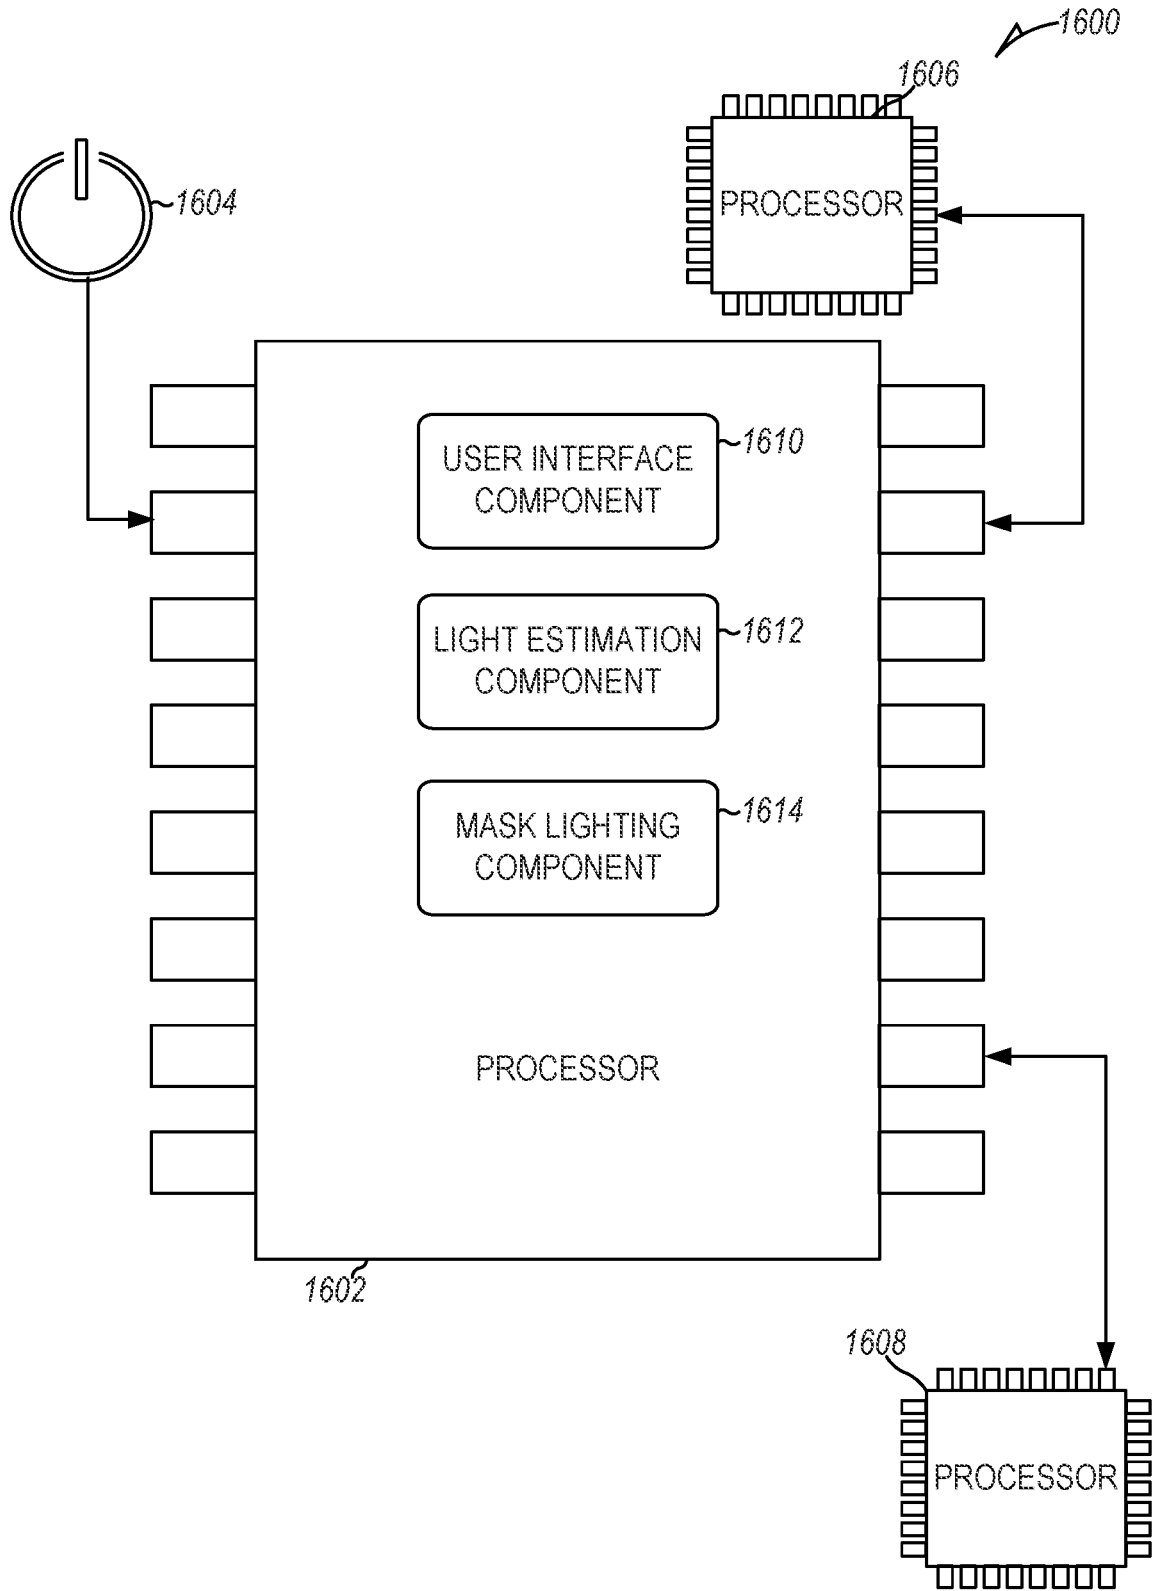 1600
1606
PROCESSOR
1604
USER INTERFACE
COMPONENT
1610
LIGHT ESTIMATION
COMPONENT
1612
MASK LIGHTING
COMPONENT
1614
PROCESSOR
1602
1608
PROCESSOR